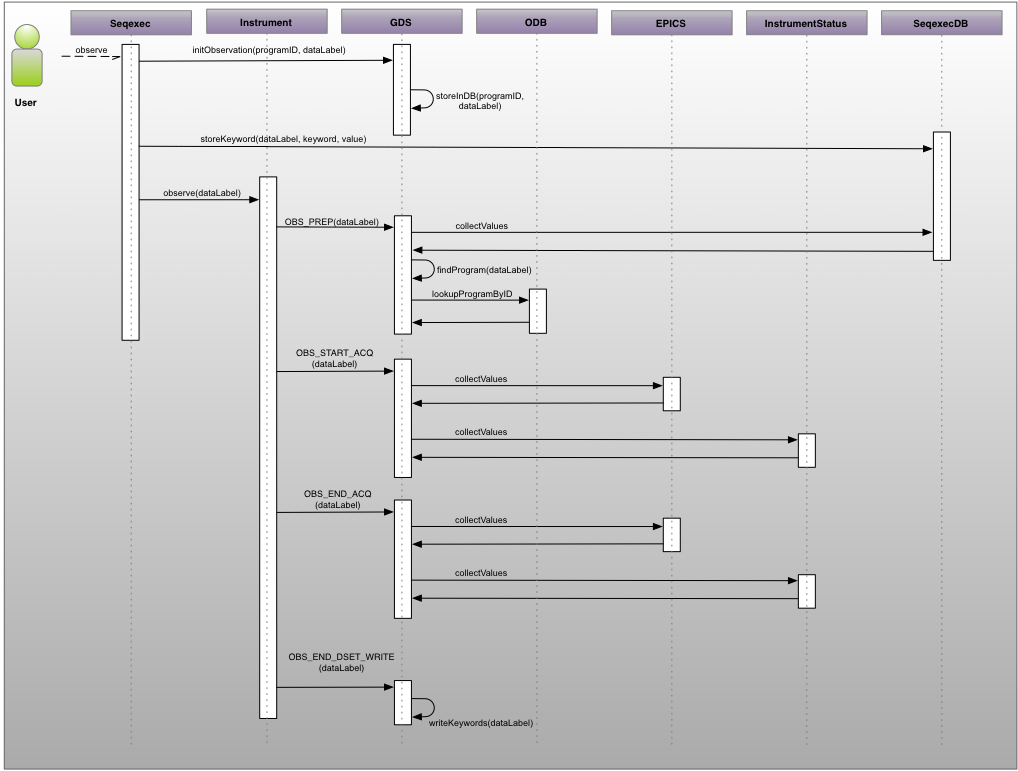 Seqexec
Instrument
GDS
ODB
EPICS
InstrumentStatus
SeqexecDB
User
observe
initObservation(programID, dataLabel)
storeInDB(programID,
dataLabel)
storeKeyword(dataLabel, keyword, value)
observe(dataLabel)
OBS_PREP(dataLabel)
collectValues
findProgram(dataLabel)
lookupProgramByID
OBS_START_ACQ
(dataLabel)
collectValues
collectValues
OBS_END_ACQ
(dataLabel)
collectValues
collectValues
OBS_END_DSET_WRITE
(dataLabel)
writeKeywords(dataLabel)